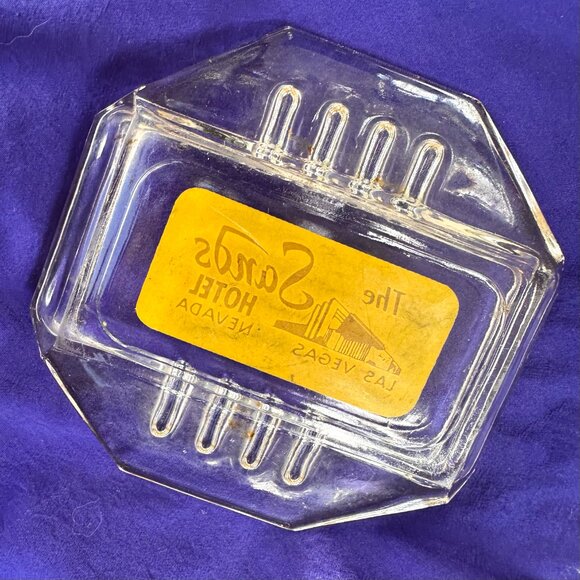 The Sands
HOTEL
LAS VEGAS, NEVADA